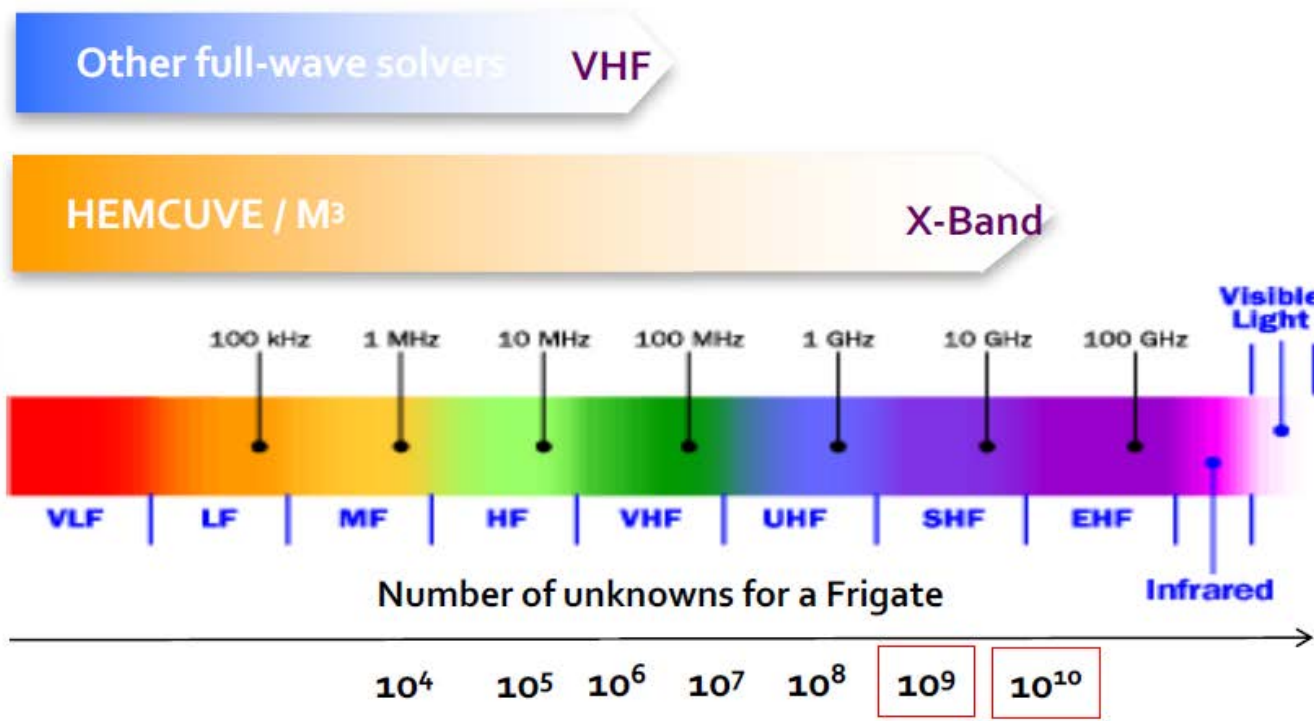 Other full-wave solvers VHF
HEMCUVE / M³
X-Band
Visible
Light
100 kHz 1 MHz 10 MHz 100 MHz 1 GHz 10 GHz 100 GHz
VLF LF MF HF VHF UHF SHF EHF
Infrared
Number of unknowns for a Frigate
10⁴ 10⁵ 10⁶ 10⁷ 10⁸ 10⁹ 10¹⁰